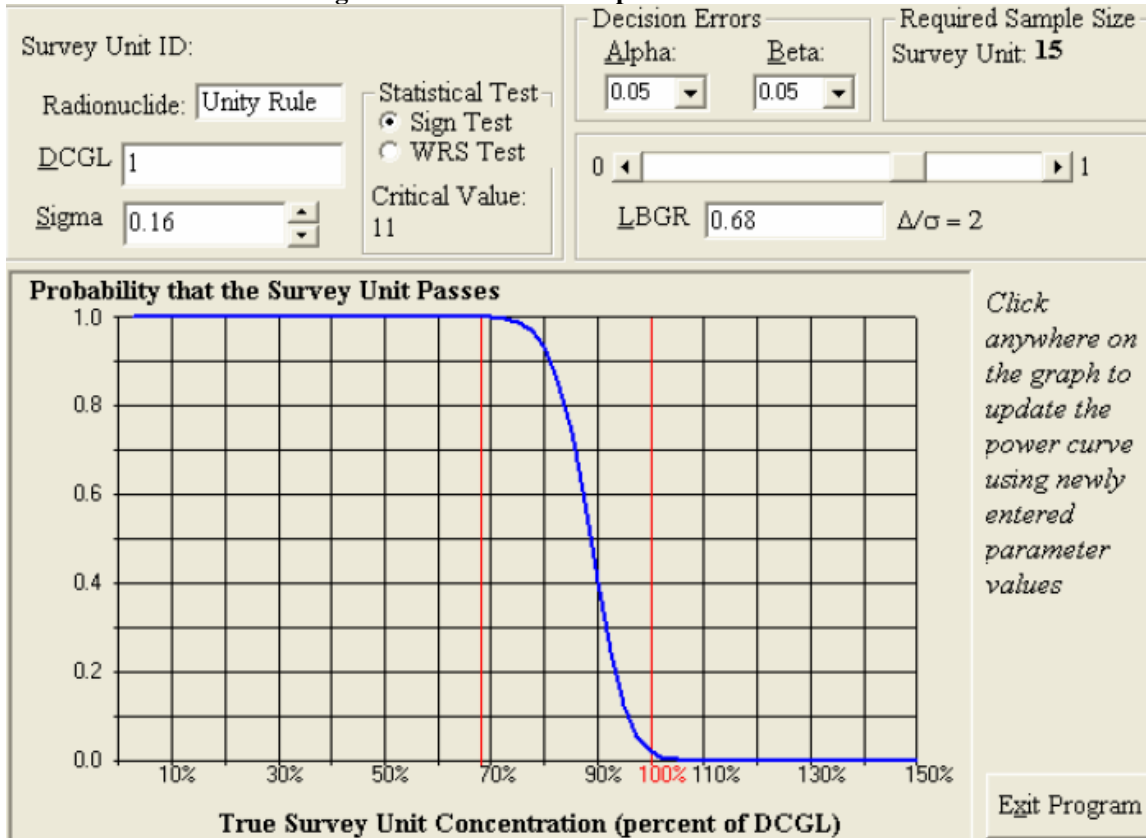 Survey Unit ID:
Radionuclide: Unity Rule
DCGL 1
Sigma 0.16
Statistical Test
Sign Test
WRS Test
Critical Value:
11
Decision Errors
Alpha: Beta:
0.05 0.05
Required Sample Size
Survey Unit: 15
0 1
LBGR 0.68 Δ/σ = 2
Probability that the Survey Unit Passes
1.0
0.8
0.6
0.4
0.2
0.0
10% 30% 50% 70% 90% 100% 110% 130% 150%
True Survey Unit Concentration (percent of DCGL)
Click
anywhere on
the graph to
update the
power curve
using newly
entered
parameter
values
Exit Program